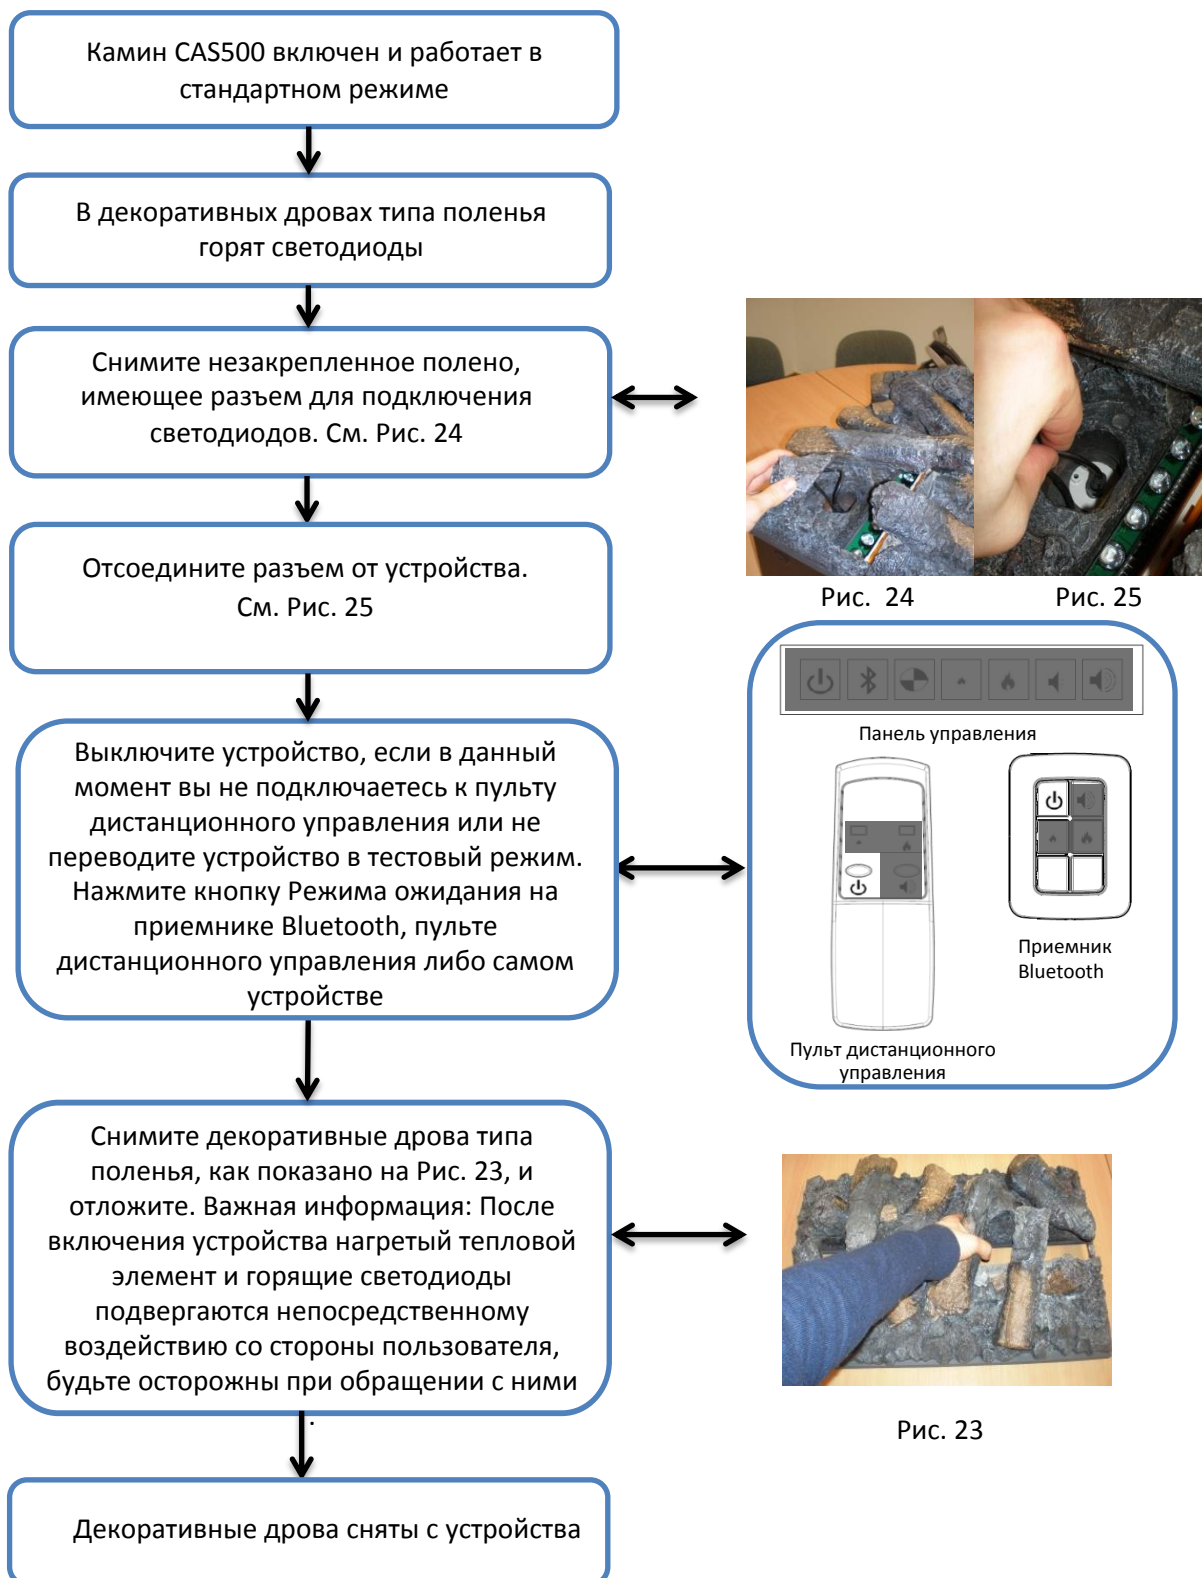 Камин CAS500 включен и работает в
стандартном режиме
В декоративных дровах типа поленья
горят светодиоды
Снимите незакрепленное полено,
имеющее разъем для подключения
светодиодов. См. Рис. 24
Отсоедините разъем от устройства.
См. Рис. 25
Рис. 24
Рис. 25
Выключите устройство, если в данный
момент вы не подключаетесь к пульту
дистанционного управления или не
переводите устройство в тестовый режим.
Нажмите кнопку Режима ожидания на
приемнике Bluetooth, пульте
дистанционного управления либо самом
устройстве
Панель управления
Приемник
Bluetooth
Пульт дистанционного
управления
Снимите декоративные дрова типа
поленья, как показано на Рис. 23, и
отложите. Важная информация: После
включения устройства нагретый тепловой
элемент и горящие светодиоды
подвергаются непосредственному
воздействию со стороны пользователя,
будьте осторожны при обращении с ними
.
Рис. 23
Декоративные дрова сняты с устройства